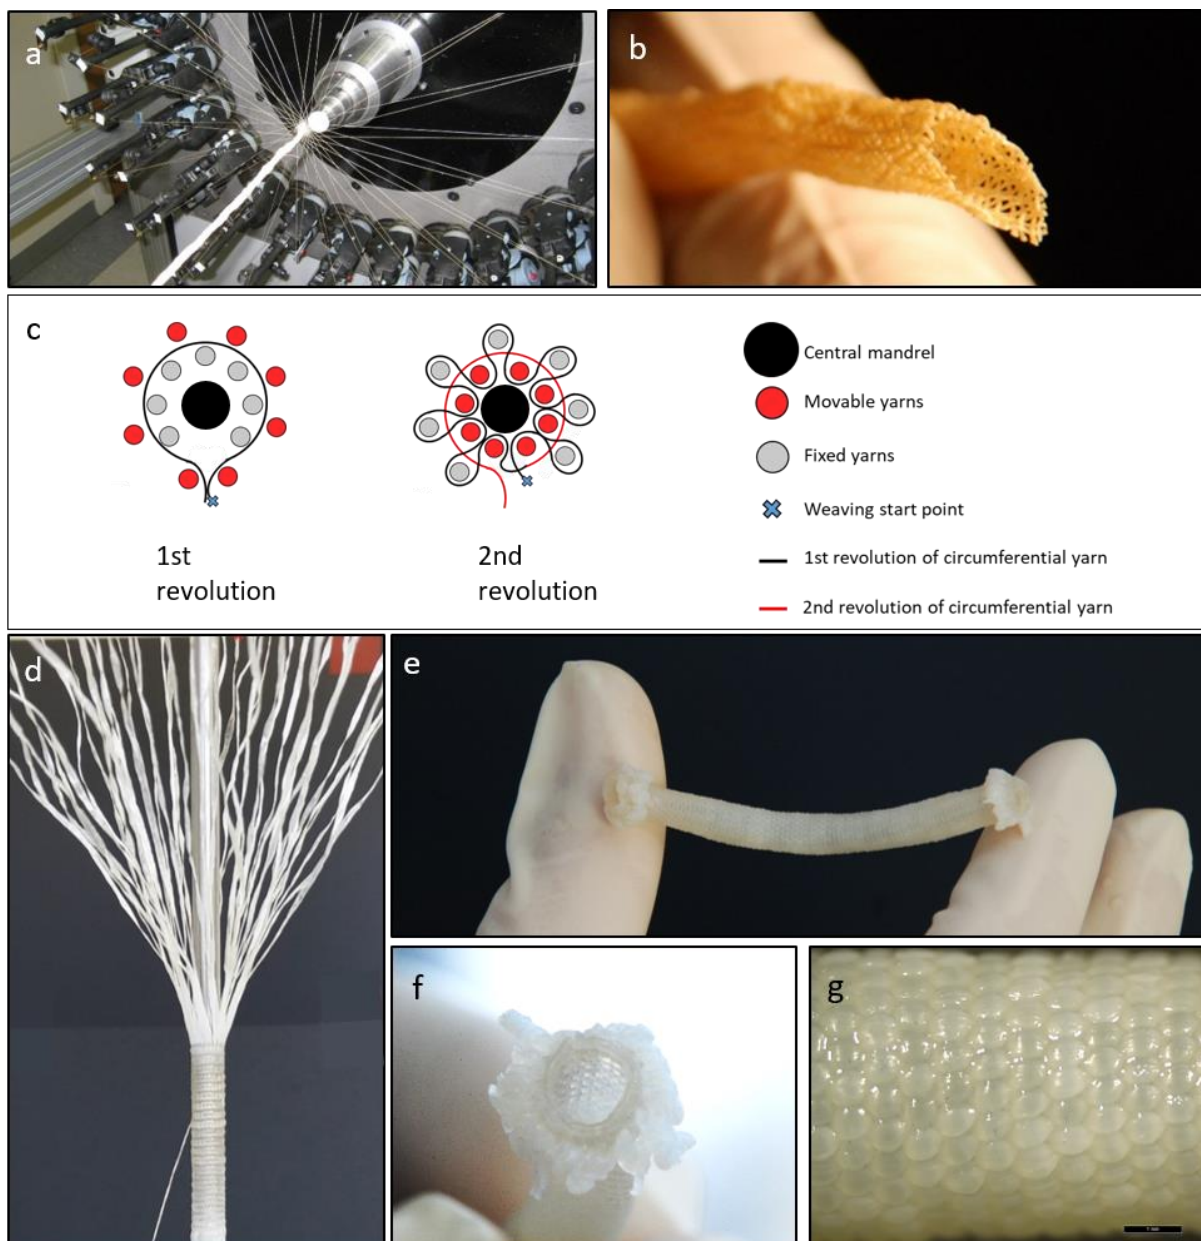 a
b
c
Central mandrel
Movable yarns
Fixed yarns
Weaving start point
1st
revolution
2nd
revolution
1st revolution of circumferential yarn
2nd revolution of circumferential yarn
d
e
f
g